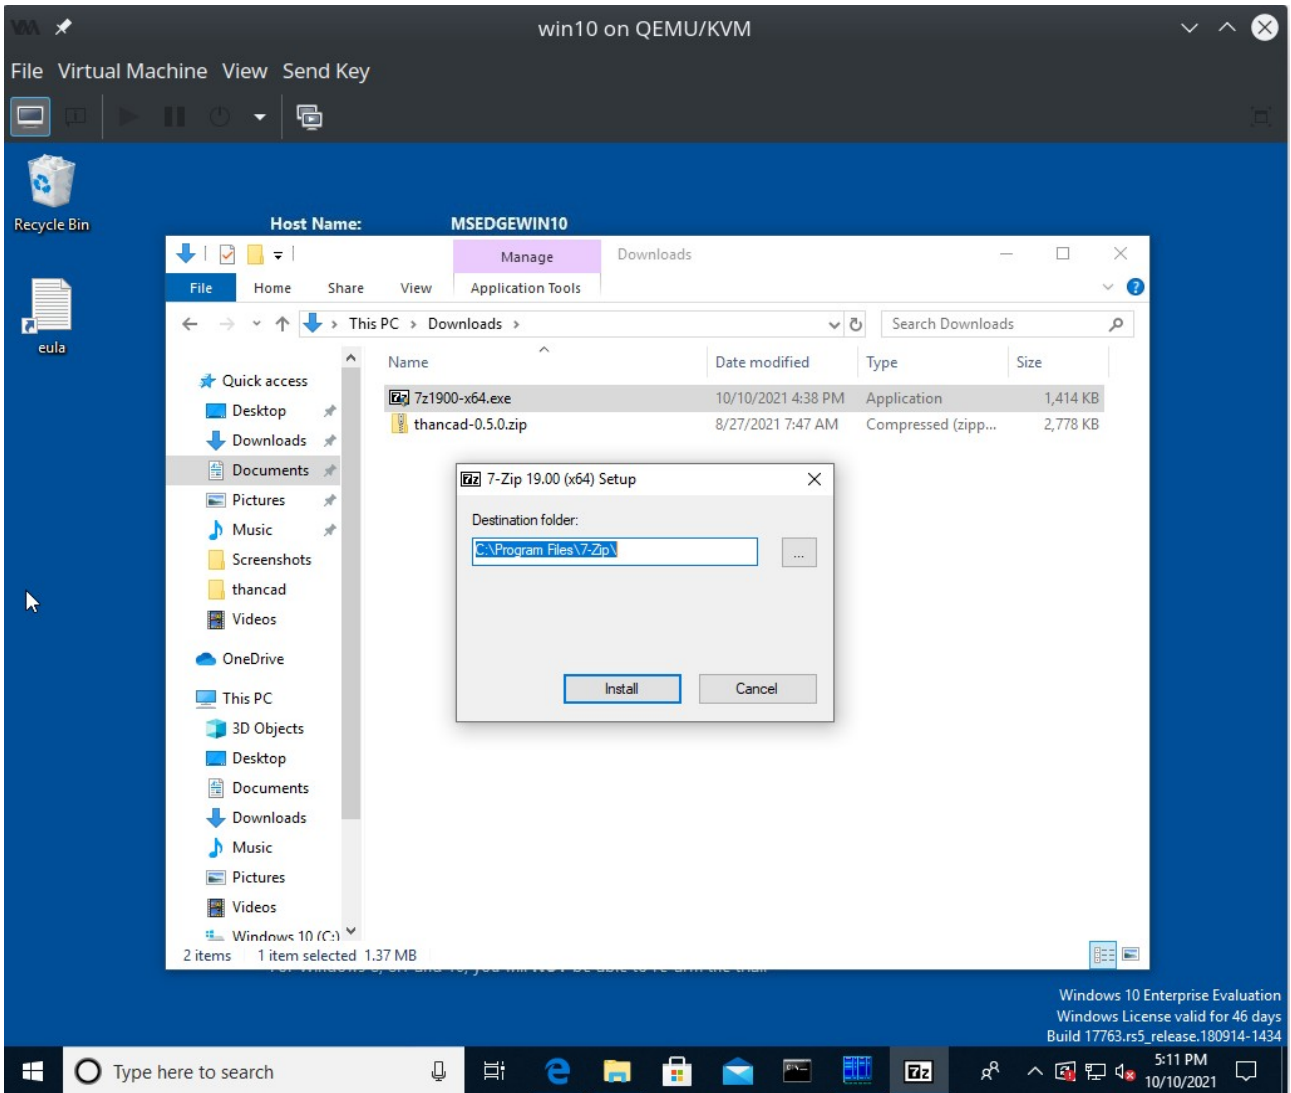 win10 on QEMU/KVM
File Virtual Machine View Send Key
Recycle Bin
Host Name: MSEDGEWIN10
Manage Downloads
File Home Share View Application Tools
This PC > Downloads >
Search Downloads
Name Date modified Type Size
eula
Quick access
7z1900-x64.exe 10/10/2021 4:38 PM Application 1,414 KB
Desktop
thancad-0.5.0.zip 8/27/2021 7:47 AM Compressed (zipp... 2,778 KB
Downloads
Documents
7-Zip 19.00 (x64) Setup
Pictures
Destination folder:
Music
C:\Program Files\7-Zip\
...
Screenshots
thancad
Videos
OneDrive
Install Cancel
This PC
3D Objects
Desktop
Documents
Downloads
Music
Pictures
Videos
Windows 10 (C:)
2 items 1 item selected 1.37 MB
Windows 10 Enterprise Evaluation
Windows License valid for 46 days
Build 17763.rs5_release.180914-1434
Type here to search
5:11 PM
10/10/2021